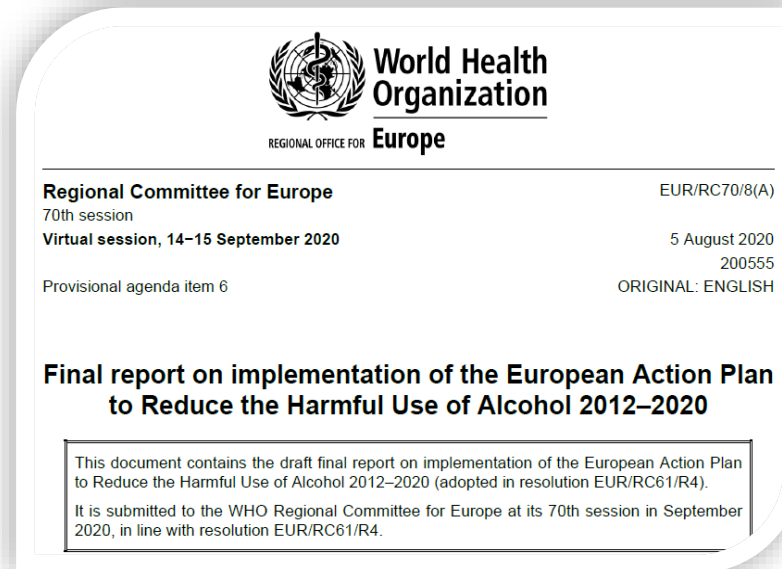 World Health
Organization
REGIONAL OFFICE FOR Europe
Regional Committee for Europe
EUR/RC70/8(A)
70th session
Virtual session, 14–15 September 2020
5 August 2020
200555
Provisional agenda item 6
ORIGINAL: ENGLISH
Final report on implementation of the European Action Plan
to Reduce the Harmful Use of Alcohol 2012–2020
This document contains the draft final report on implementation of the European Action Plan
to Reduce the Harmful Use of Alcohol 2012–2020 (adopted in resolution EUR/RC61/R4).
It is submitted to the WHO Regional Committee for Europe at its 70th session in September
2020, in line with resolution EUR/RC61/R4.